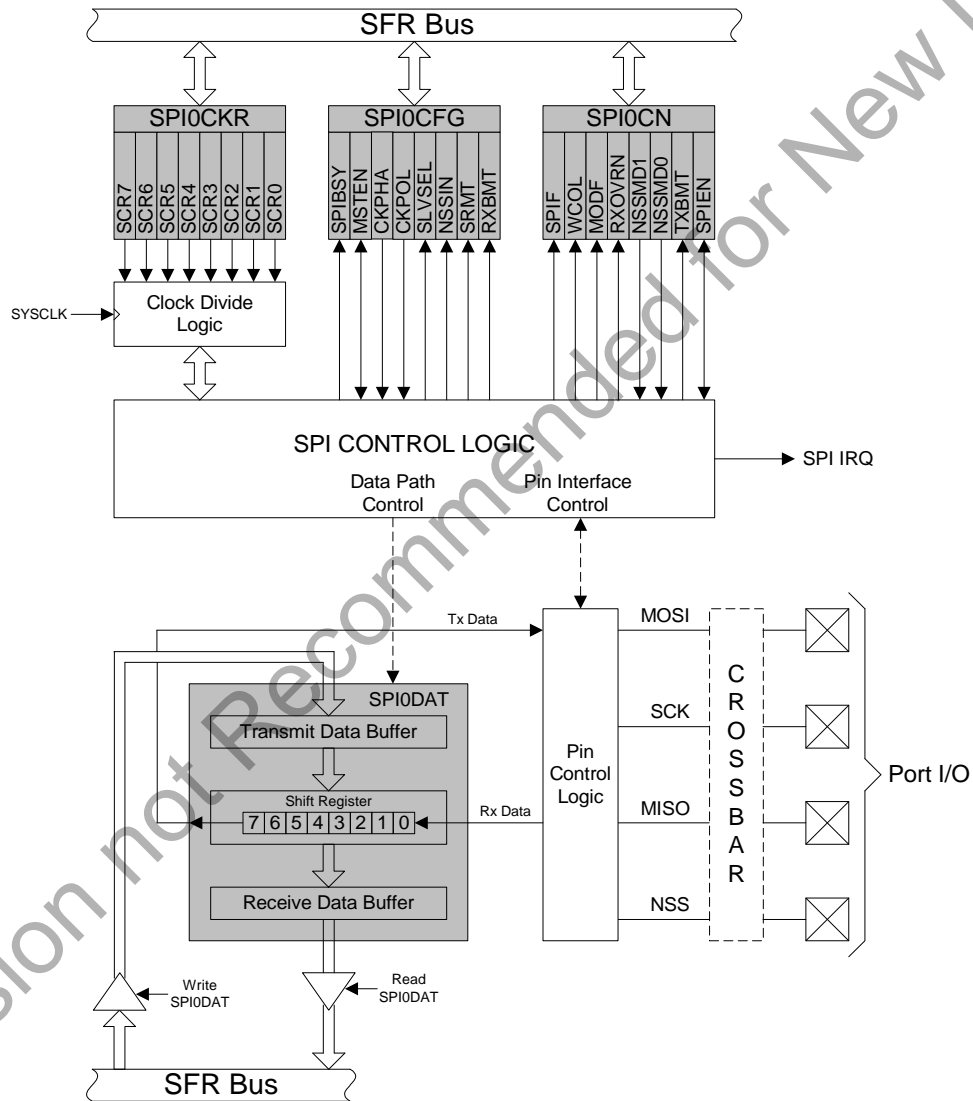 SFR Bus
SPI0CKR
SCR7
SCR6
SCR5
SCR4
SCR3
SCR2
SCR1
SCR0
SPI0CFG
SPIBSY
MSTEN
CKPHA
CKPOL
SLVSEL
NSSIN
SRMT
RXBMT
SPI0CN
SPIF
WCOL
MODF
RXOVRN
NSSMD1
NSSMD0
TXBMT
SPIEN
SYSCLK
Clock Divide
Logic
SPI CONTROL LOGIC
Data Path
Control
Pin Interface
Control
SPI IRQ
Tx Data
SPI0DAT
Transmit Data Buffer
Shift Register
7 6 5 4 3 2 1 0
Rx Data
Receive Data Buffer
Pin
Control
Logic
MOSI
SCK
MISO
NSS
CROSSBAR
Port I/O
Write
SPI0DAT
Read
SPI0DAT
SFR Bus
not Recommended for New